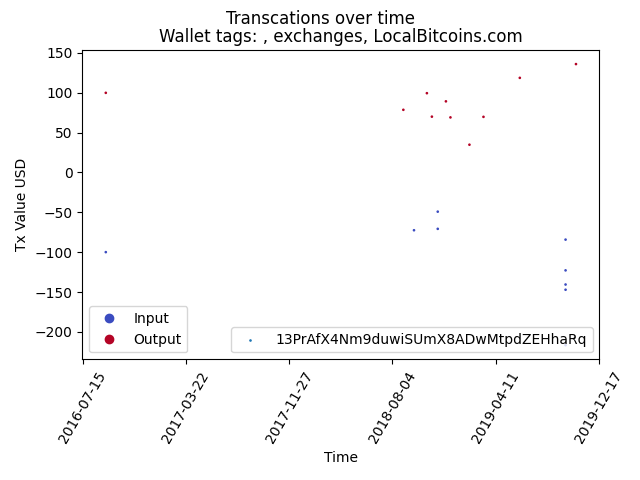 Transcations over time
Wallet tags: , exchanges, LocalBitcoins.com
Tx Value USD
150
100
50
0
−50
−100
−150
−200
Input
Output
13PrAfX4Nm9duwiSUmX8ADwMtpdZEHhaRq
2016-07-15
2017-03-22
2017-11-27
2018-08-04
2019-04-11
2019-12-17
Time